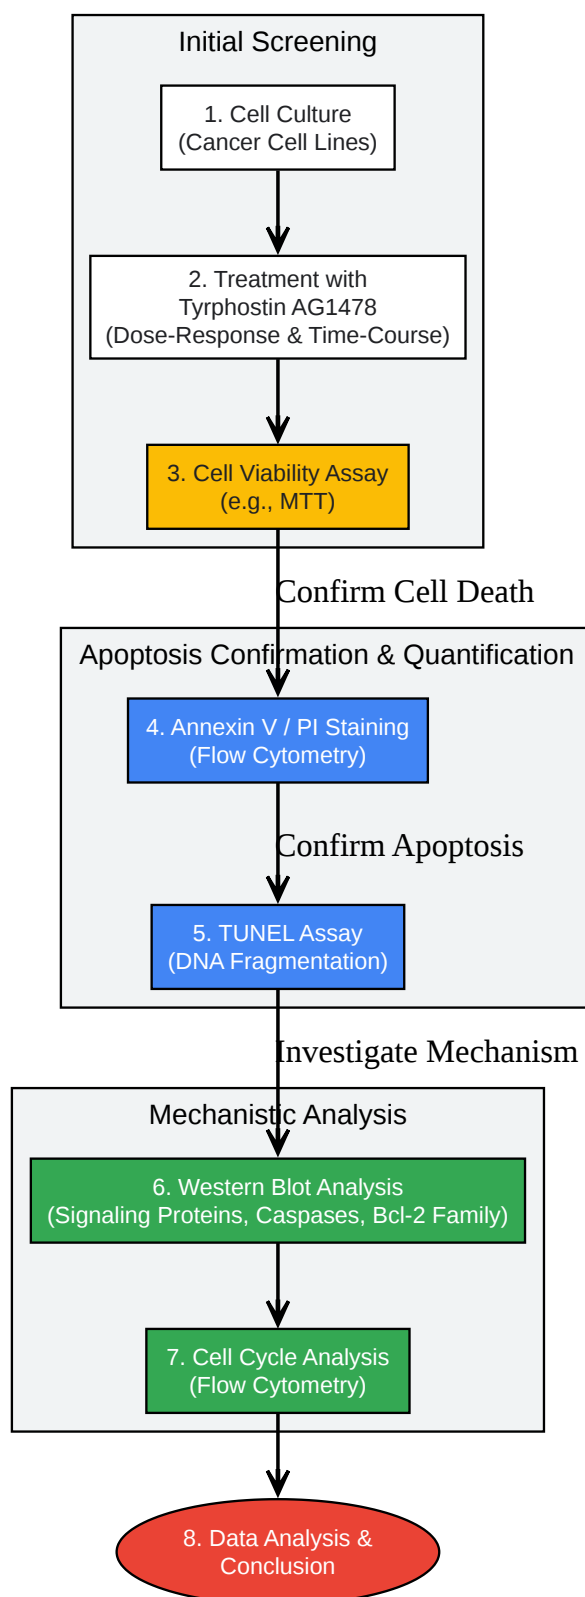 Initial Screening
1. Cell Culture
(Cancer Cell Lines)
2. Treatment with
Tyrphostin AG1478
(Dose-Response & Time-Course)
3. Cell Viability Assay
(e.g., MTT)
Confirm Cell Death
Apoptosis Confirmation & Quantification
4. Annexin V / PI Staining
(Flow Cytometry)
Confirm Apoptosis
5. TUNEL Assay
(DNA Fragmentation)
Investigate Mechanism
Mechanistic Analysis
6. Western Blot Analysis
(Signaling Proteins, Caspases, Bcl-2 Family)
7. Cell Cycle Analysis
(Flow Cytometry)
8. Data Analysis &
Conclusion